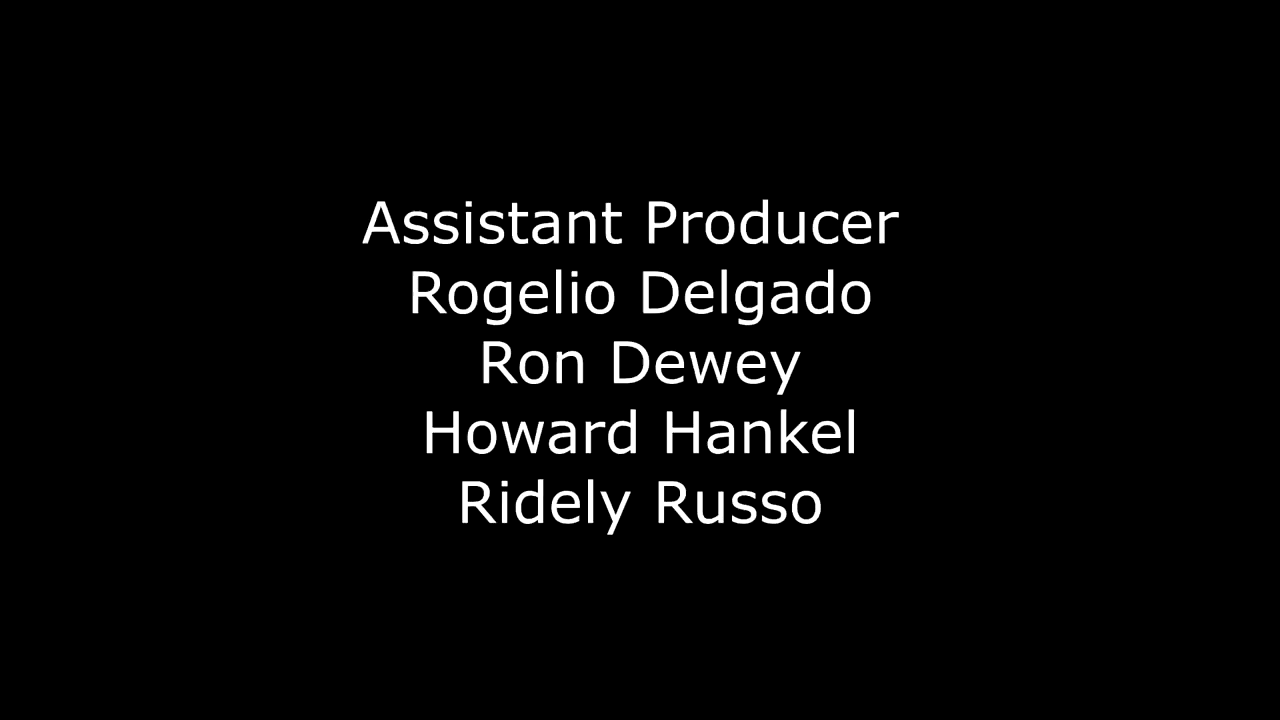 Assistant Producer
Rogelio Delgado
Ron Dewey
Howard Hankel
Ridely Russo